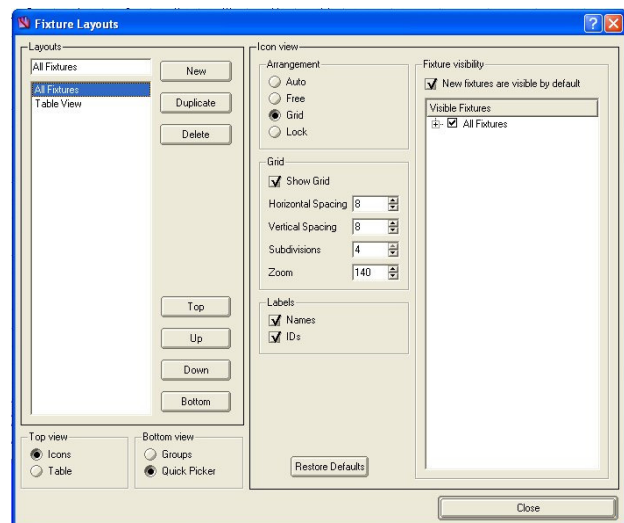 Fixture Layouts
Layouts
All Fixtures
All Fixtures
Table View
New
Duplicate
Delete
Top
Up
Down
Bottom
Top view
Icons
Table
Bottom view
Groups
Quick Picker
Icon view
Arrangement
Auto
Free
Grid
Lock
Grid
Show Grid
Horizontal Spacing 8
Vertical Spacing 8
Subdivisions 4
Zoom 140
Labels
Names
IDs
Restore Defaults
Fixture visibility
New fixtures are visible by default
Visible Fixtures
All Fixtures
Close